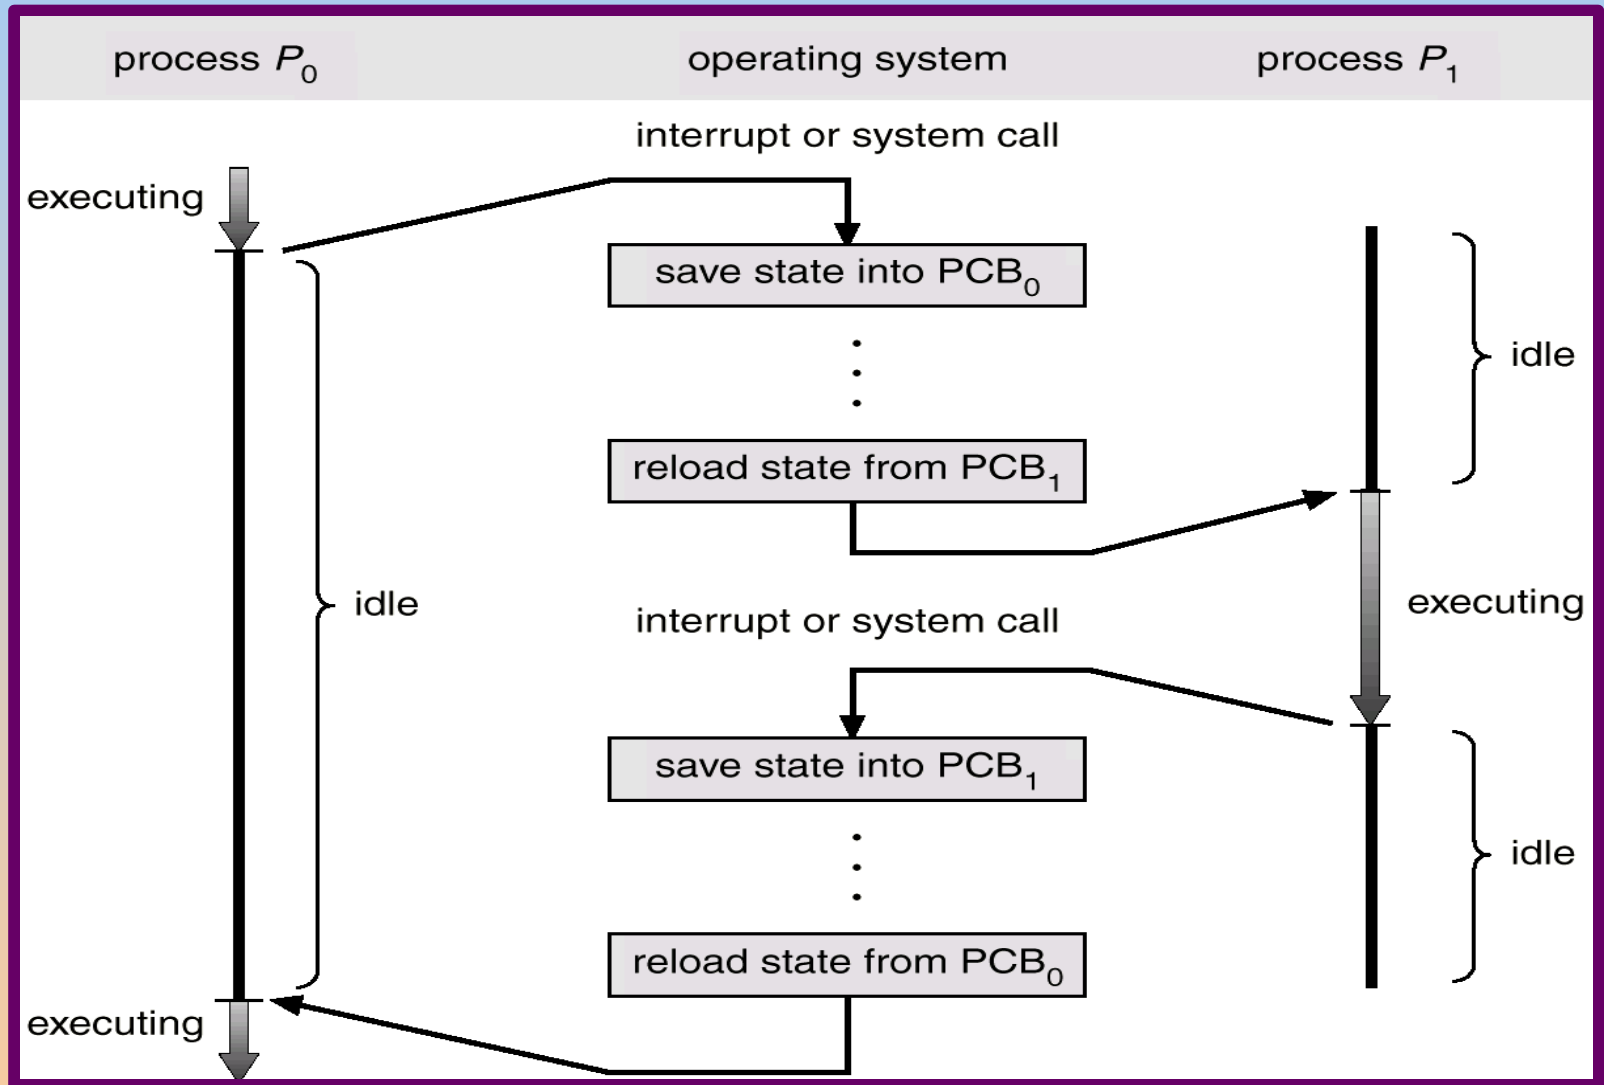 process P0 operating system process P1
interrupt or system call
executing
save state into PCB0
idle
reload state from PCB1
executing
idle
interrupt or system call
save state into PCB1
idle
reload state from PCB0
executing